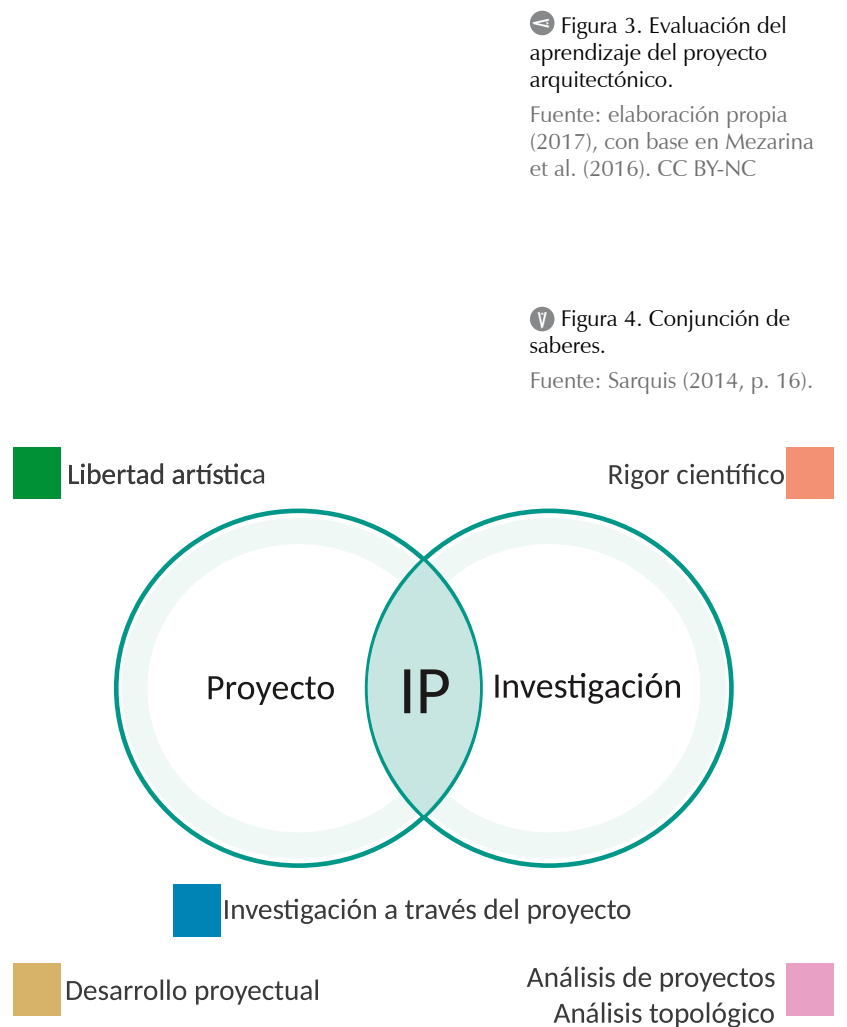 Figura 3. Evaluación del
aprendizaje del proyecto
arquitectónico.
Fuente: elaboración propia
(2017), con base en Mezarina
et al. (2016). CC BY-NC
Figura 4. Conjunción de
saberes.
Fuente: Sarquis (2014, p. 16).
Libertad artística
Rigor científico
Proyecto
IP
Investigación
Investigación a través del proyecto
Desarrollo proyectual
Análisis de proyectos
Análisis topológico